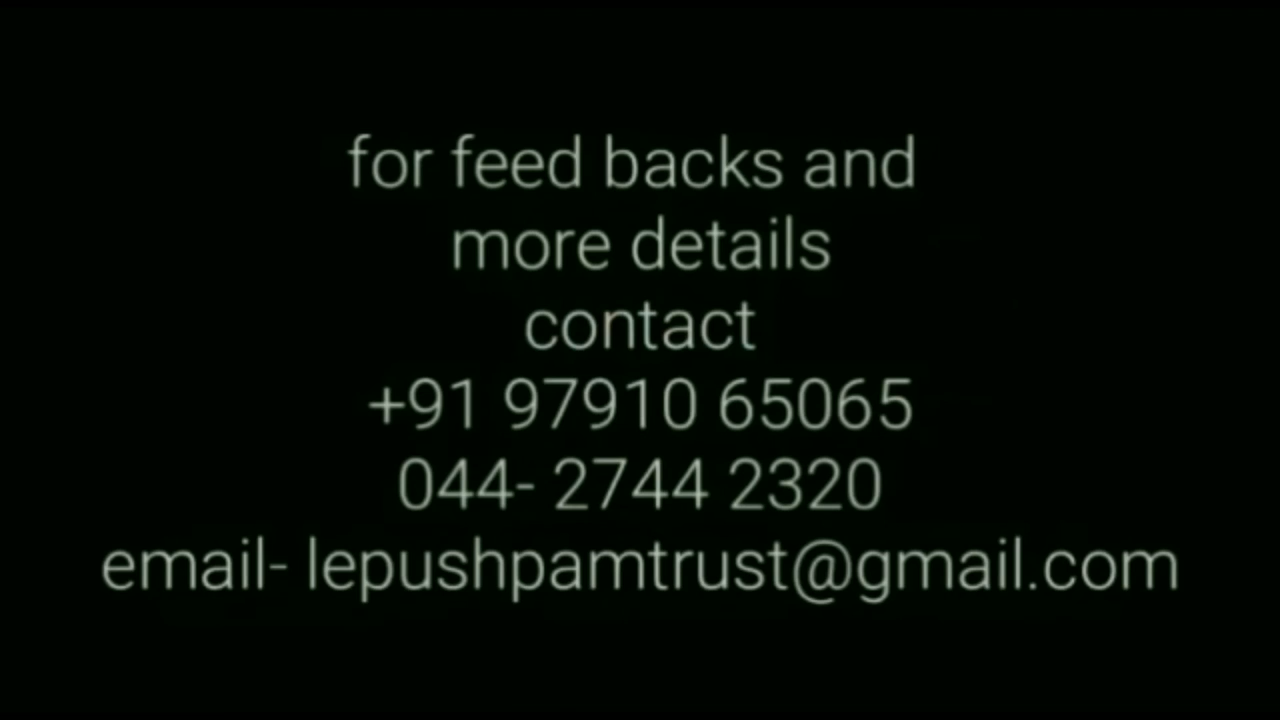 for feed backs and
more details
contact
+91 97910 65065
044- 2744 2320
email- lepushpamtrust@gmail.com